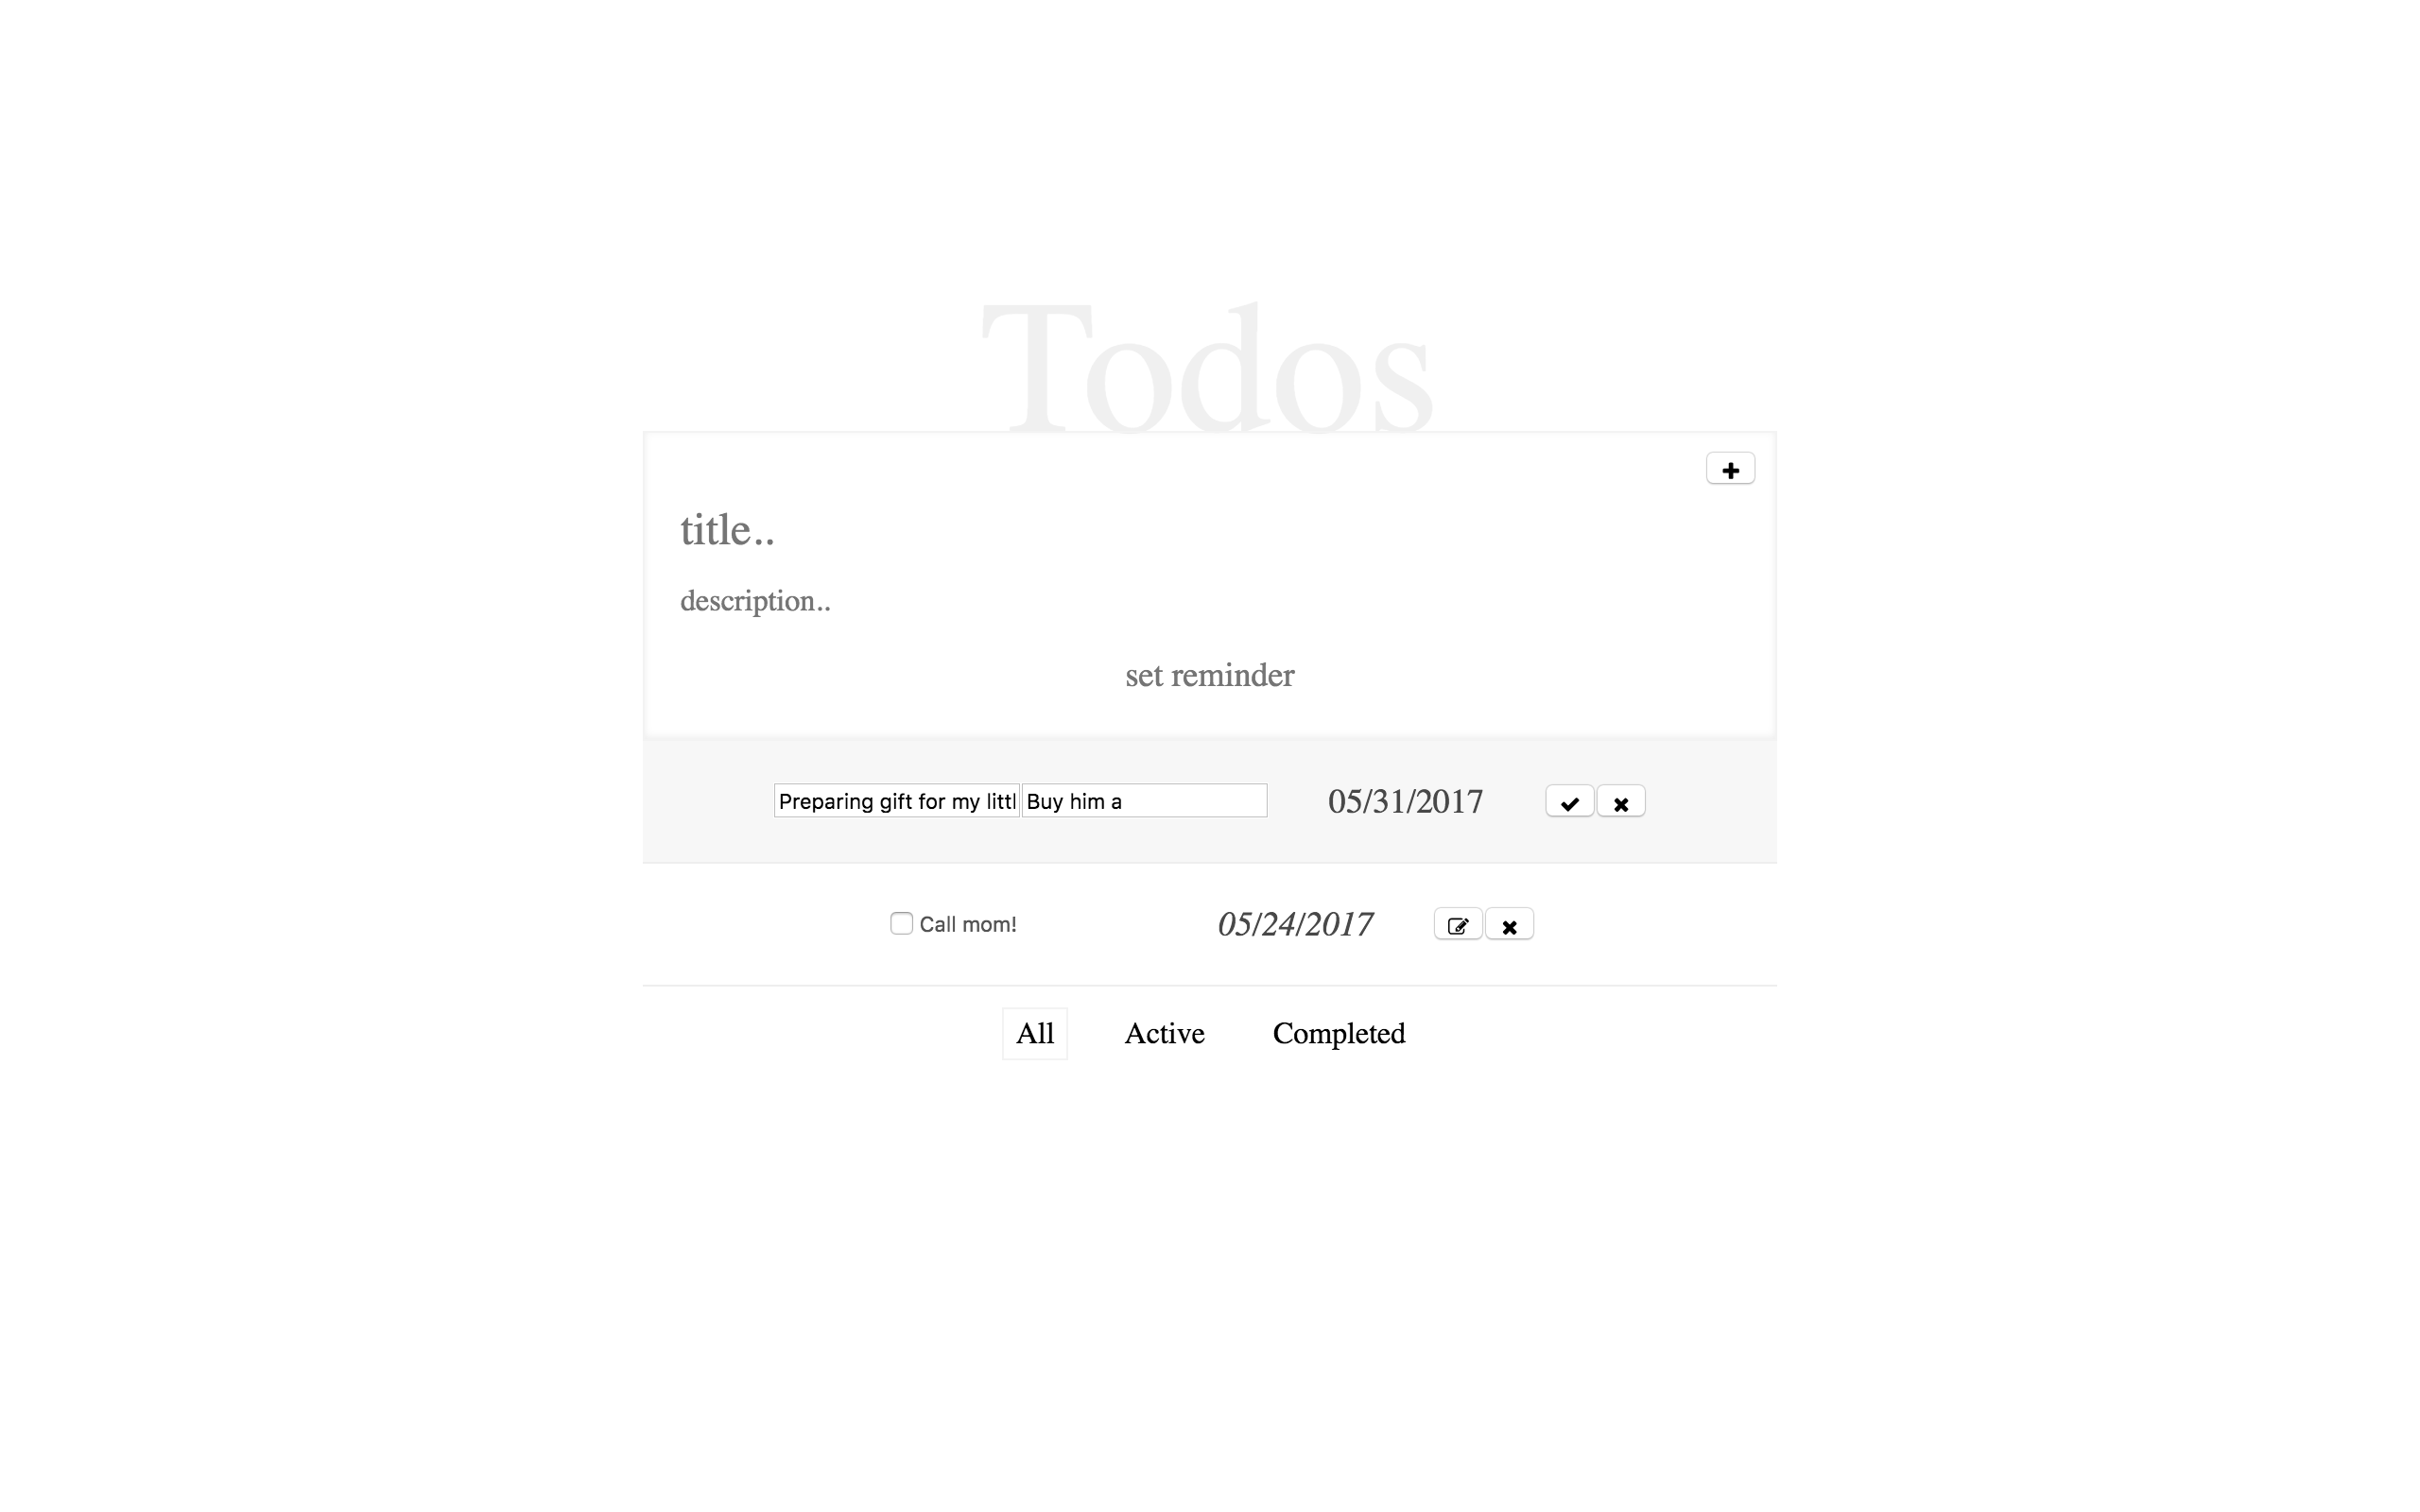 Todos
title..
description..
set reminder
Preparing gift for my Buy him a 05/31/2017
Call mom! 05/24/2017
All Active Completed